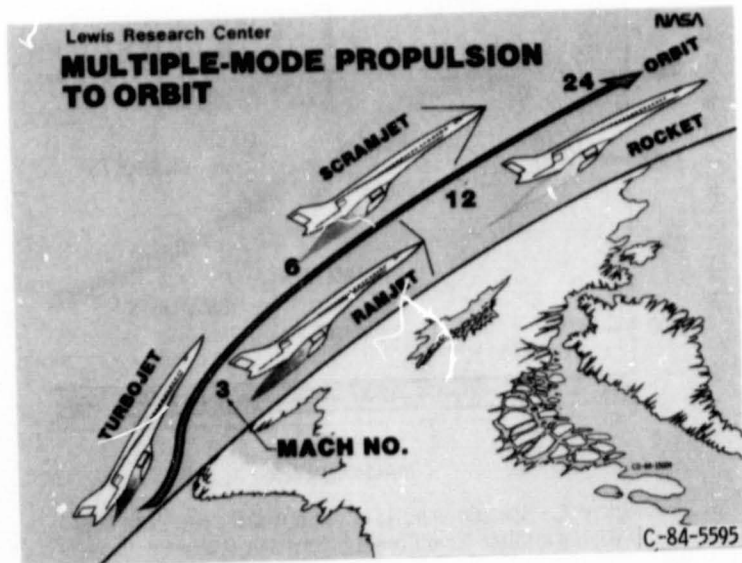 Lewis Research Center
NASA
MULTIPLE-MODE PROPULSION
TO ORBIT
24
ORBIT
SCRAMJET
ROCKET
12
6
RAMJET
TURBOJET
3
MACH NO.
C-84-5595